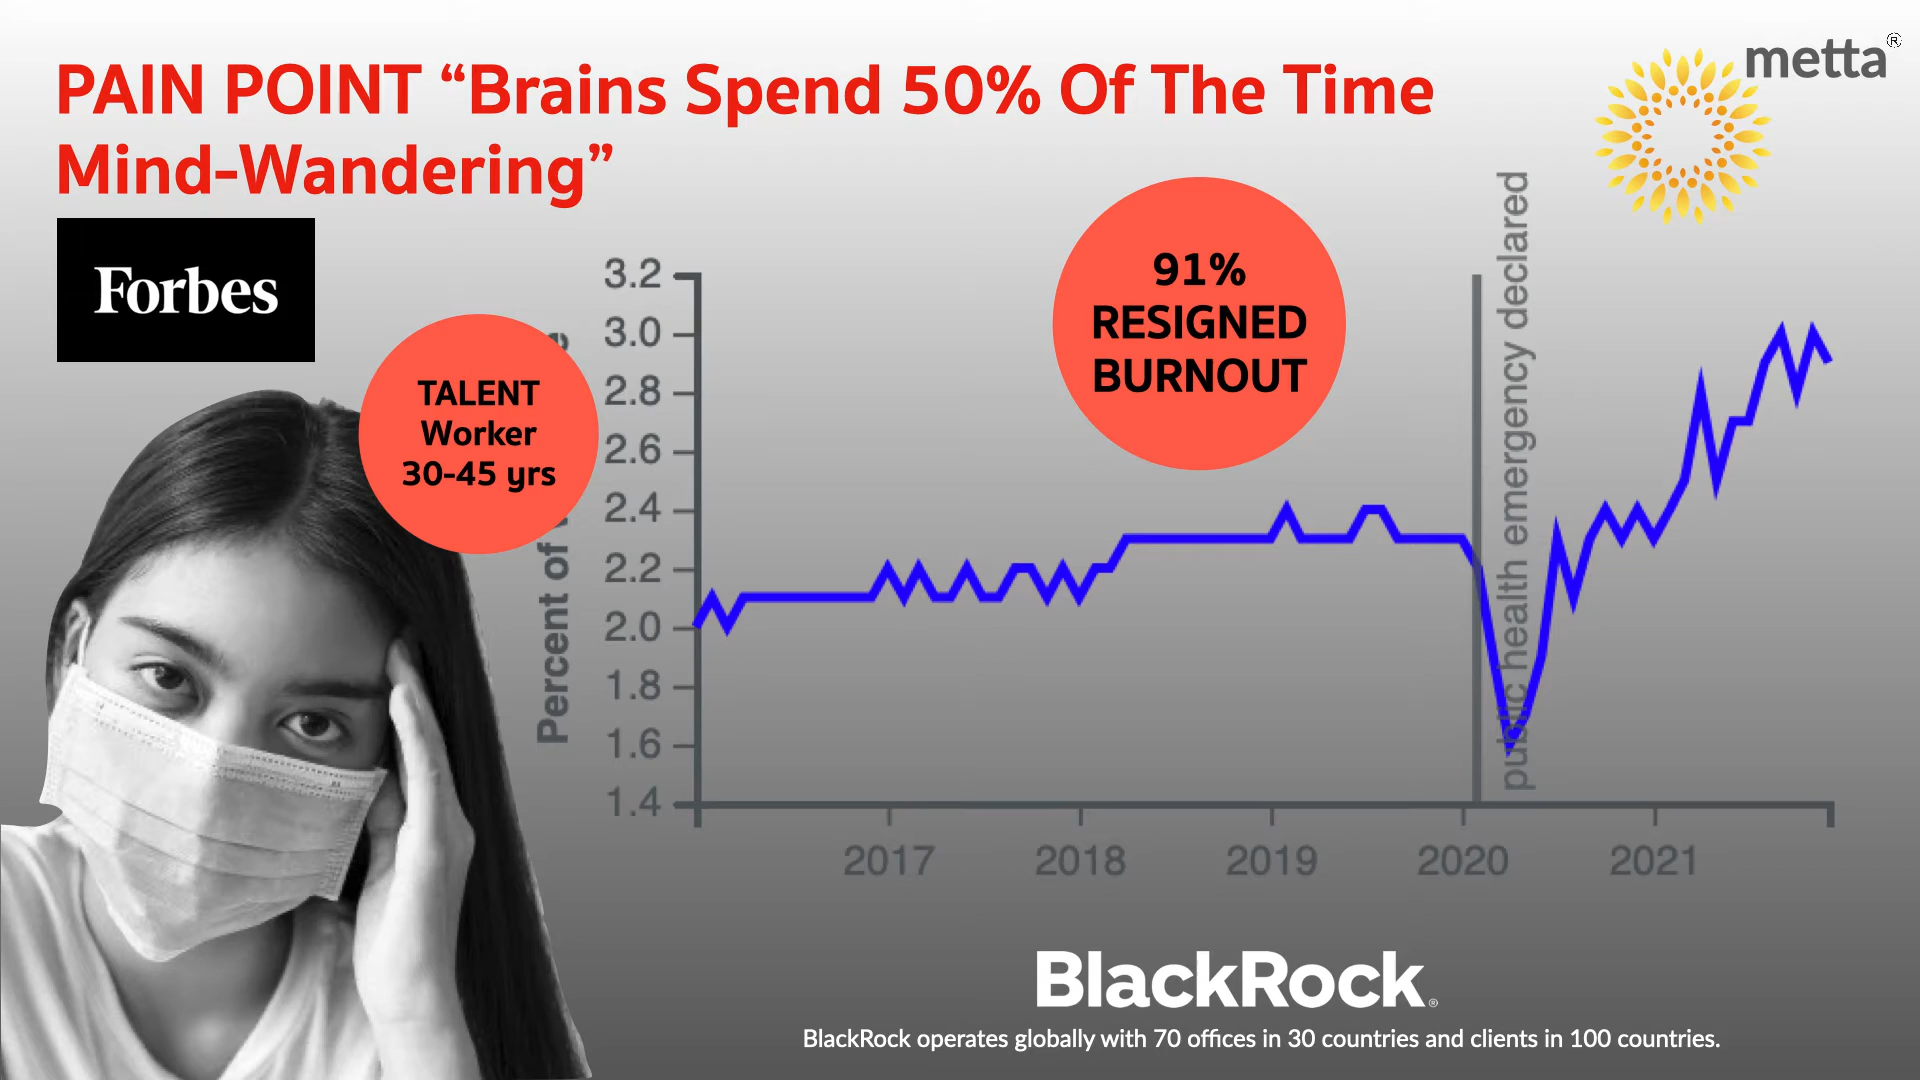 PAIN POINT “Brains Spend 50% Of The Time
Mind-Wandering”
metta®
Forbes
TALENT
Worker
30-45 yrs
91%
RESIGNED
BURNOUT
Percent of
3.2
3.0
2.8
2.6
2.4
2.2
2.0
1.8
1.6
1.4
public health emergency declared
2017
2018
2019
2020
2021
BlackRock®
BlackRock operates globally with 70 offices in 30 countries and clients in 100 countries.